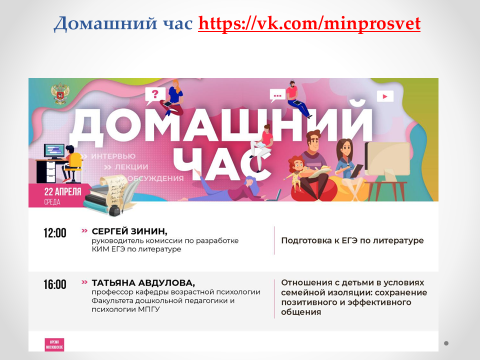 Домашний час https://vk.com/minprosvet
ДОМАШНИЙ
ЧАС
>> ИНТЕРВЬЮ
>> ЛЕКЦИИ
ОБСУЖДЕНИЯ
22 АПРЕЛЯ
СРЕДА
12:00
>> СЕРГЕЙ ЗИНИН,
руководитель комиссии по разработке
КИМ ЕГЭ по литературе
Подготовка к ЕГЭ по литературе
16:00
>> ТАТЬЯНА АВДУЛОВА,
профессор кафедры возрастной психологии
Факультета дошкольной педагогики и
психологии МПГУ
Отношения с детьми в условиях
семейной изоляции: сохранение
позитивного и эффективного
общения